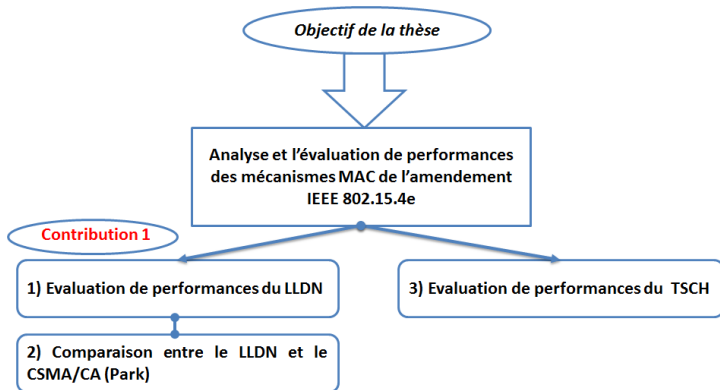 Objectif de la thèse
Analyse et l'évaluation de performances
des mécanismes MAC de l'amendement
IEEE 802.15.4e
Contribution 1
1) Evaluation de performances du LLDN
3) Evaluation de performances du TSCH
2) Comparaison entre le LLDN et le
CSMA/CA (Park)